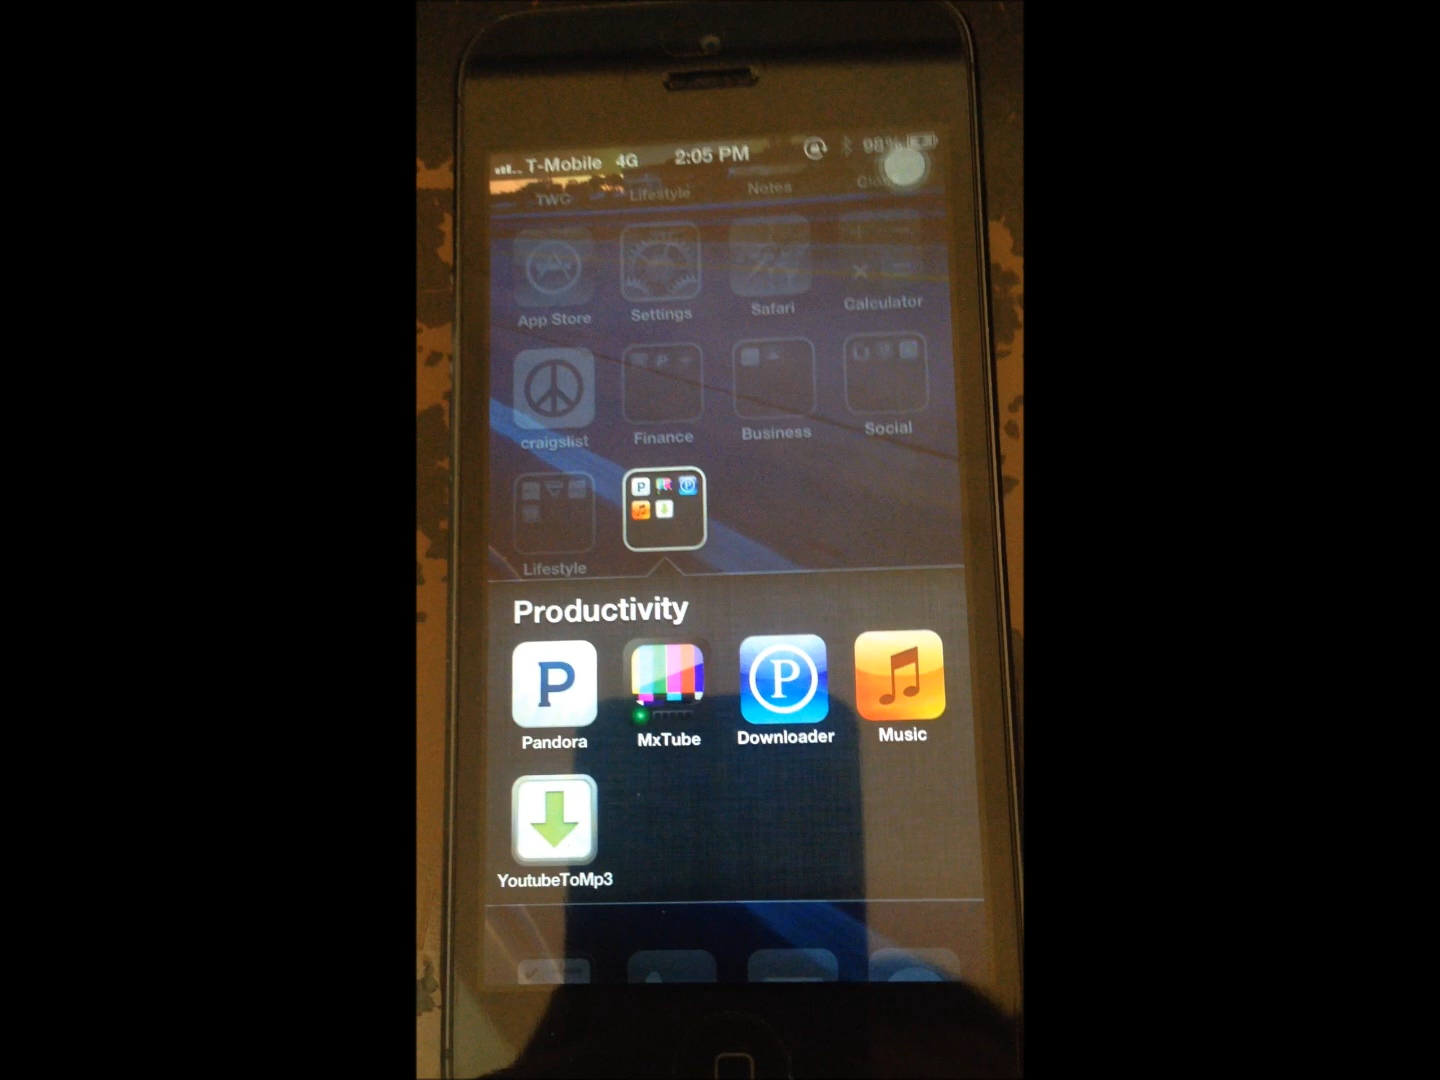 T-Mobile 4G 2:05 PM 98%
TWC Lifestyle Notes
App Store Settings Safari Calculator
craigslist Finance Business Social
Lifestyle
Productivity
P P
Pandora MxTube Downloader Music
YoutubeToMp3